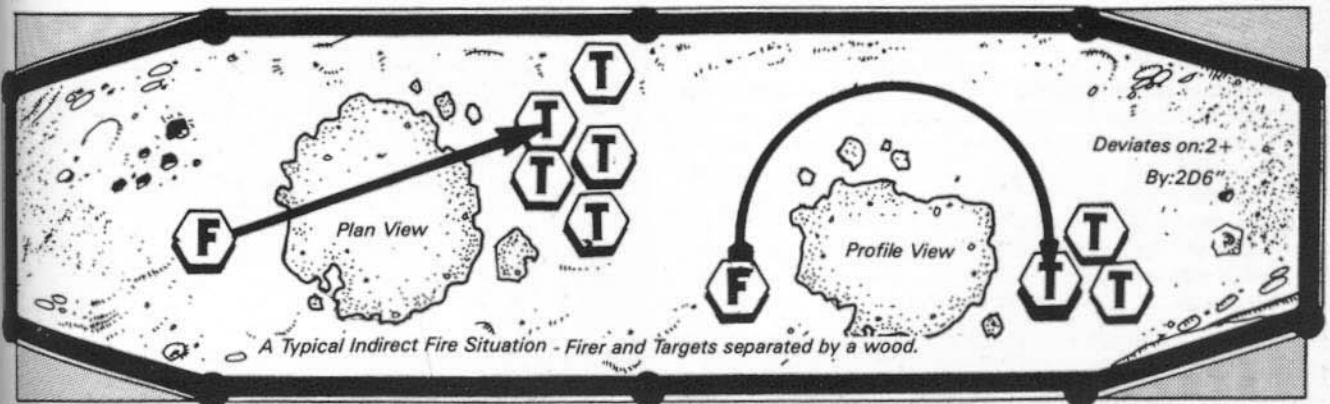 T
T
T
T
T
F
Plan View
Deviates on:2+
By:2D6"
Profile View
T
F
T
T
A Typical Indirect Fire Situation - Firer and Targets separated by a wood.